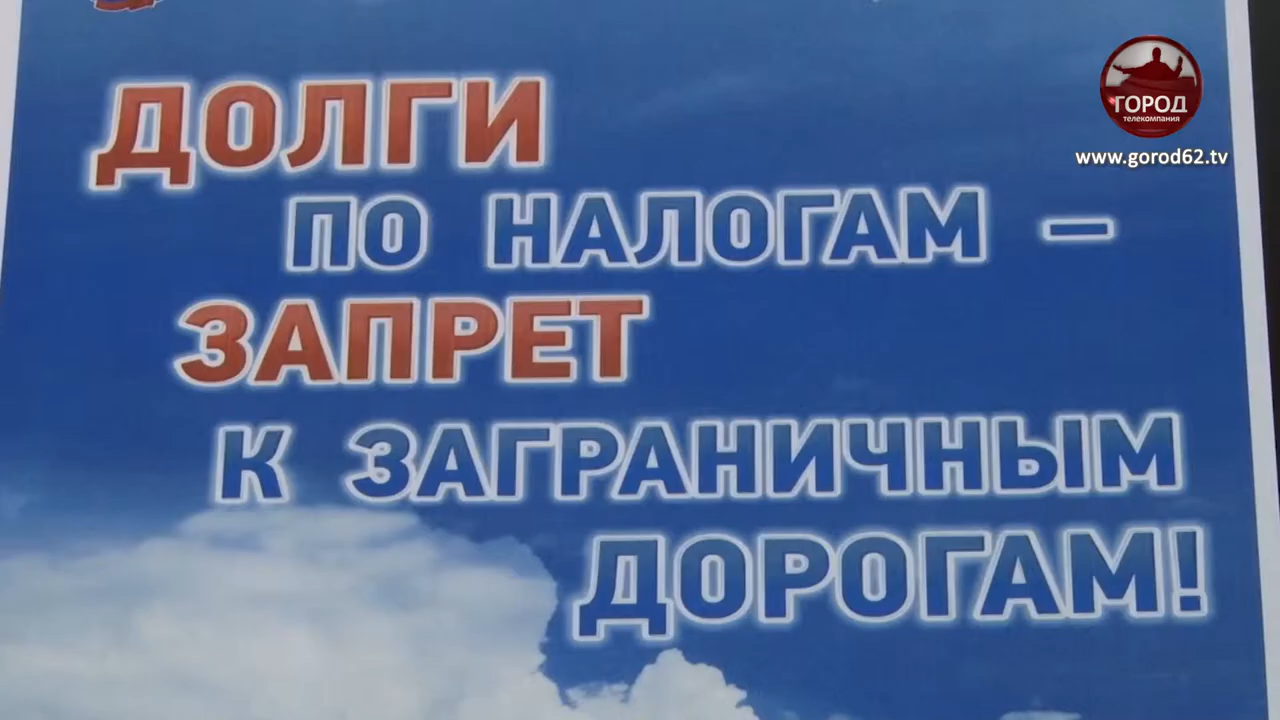 ДОЛГИ
ПО НАЛОГАМ –
ЗАПРЕТ
К ЗАГРАНИЧНЫМ
ДОРОГАМ!
ГОРОД
телекомпания
www.gorod62.tv